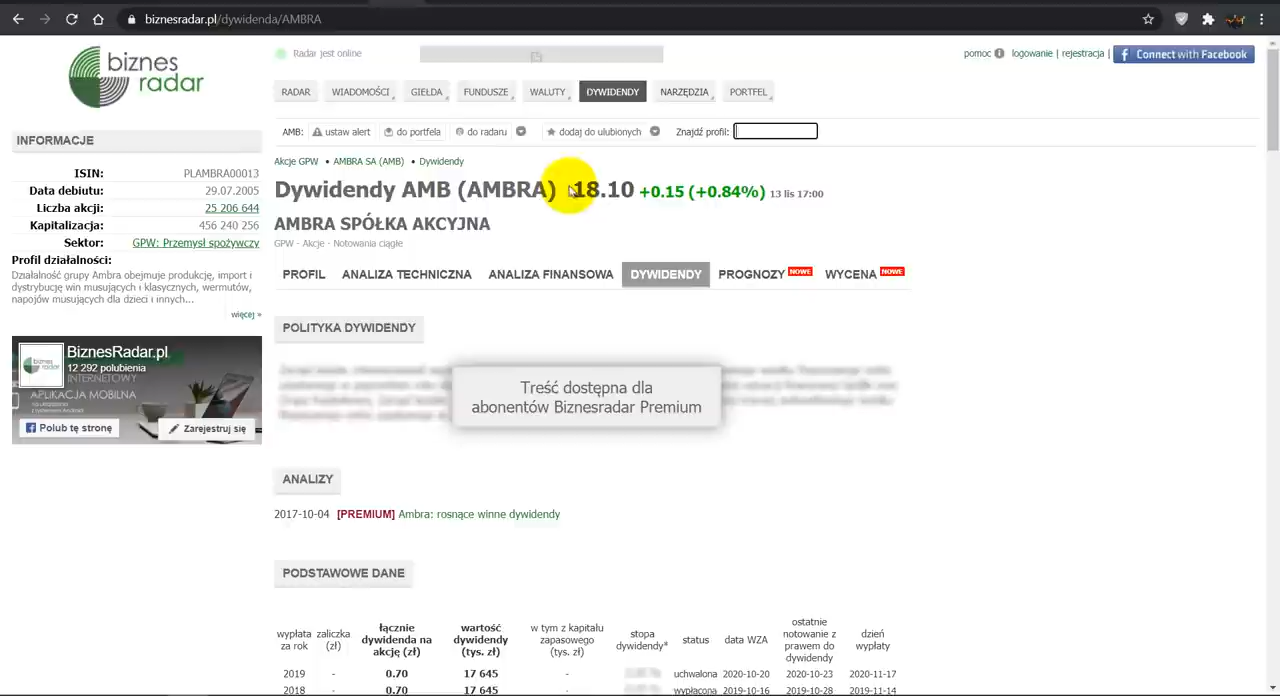 biznesradar.pl/dywidenda/AMBRA
biznes
radar
Radar jest online
pomoc
logowanie | rejestracja |
Connect with Facebook
RADAR
WIADOMOŚCI
GIEŁDA
FUNDUSZE
WALUTY
DYWIDENDY
NARZĘDZIA
PORTFEL
INFORMACJE
ISIN: PLAMBRA00013
Data debiutu: 29.07.2005
Liczba akcji: 25 206 644
Kapitalizacja: 456 240 256
Sektor: GPW: Przemysł spożywczy
Profil działalności:
Działalność grupy Ambra obejmuje produkcję, import i
dystrybucję win musujących i klasycznych, wermutów,
napojów musujących dla dzieci i innych...
więcej »
BiznesRadar.pl
12 292 polubienia
INTERNETOWY
APLIKACJA MOBILNA
Polub tę stronę
Zarejestruj się
AMB: ustaw alert do portfela do radaru dodaj do ulubionych Znajdź profil:
Akcje GPW • AMBRA SA (AMB) • Dywidendy
Dywidendy AMB (AMBRA) 18.10 +0.15 (+0.84%) 13 lis 17:00
AMBRA SPÓŁKA AKCYJNA
GPW - Akcje - Notowania ciągłe
PROFIL ANALIZA TECHNICZNA ANALIZA FINANSOWA DYWIDENDY PROGNOZY NOWE WYCENA NOWE
POLITYKA DYWIDENDY
Treść dostępna dla
abonentów Biznesradar Premium
ANALIZY
2017-10-04 [PREMIUM] Ambra: rosnące winne dywidendy
PODSTAWOWE DANE
wypłata za rok
zaliczka (zł)
łącznie dywidenda na akcję (zł)
wartość dywidendy (tys. zł)
w tym z kapitału zapasowego (tys. zł)
stopa dywidendy*
status
data WZA
ostatnie notowanie z prawem do dywidendy
dzień wypłaty
2019 - 0.70 17 645 - uchwalona 2020-10-20 2020-10-23 2020-11-17
2018 - 0.70 17 645 - wypłacona 2019-10-16 2019-10-28 2019-11-14